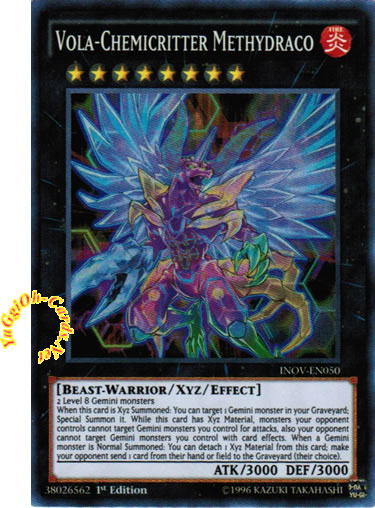 VOLA-CHEMICRITTER METHYDRACO
FIRE
炎
YuGiOh-Cards.Net
INOV-EN050
[BEAST-WARRIOR/XYZ/EFFECT]
2 Level 8 Gemini monsters
When this card is Xyz Summoned: You can target 1 Gemini monster in your Graveyard;
Special Summon it. While this card has Xyz Material, monsters your opponent
controls cannot target Gemini monsters you control for attacks, also your opponent
cannot target Gemini monsters you control with card effects. When a Gemini
monster is Normal Summoned: You can detach 1 Xyz Material from this card; make
your opponent send 1 card from their hand or field to the Graveyard (their choice).
ATK/3000 DEF/3000
38026562 1st Edition ©1996 KAZUKI TAKAHASHI